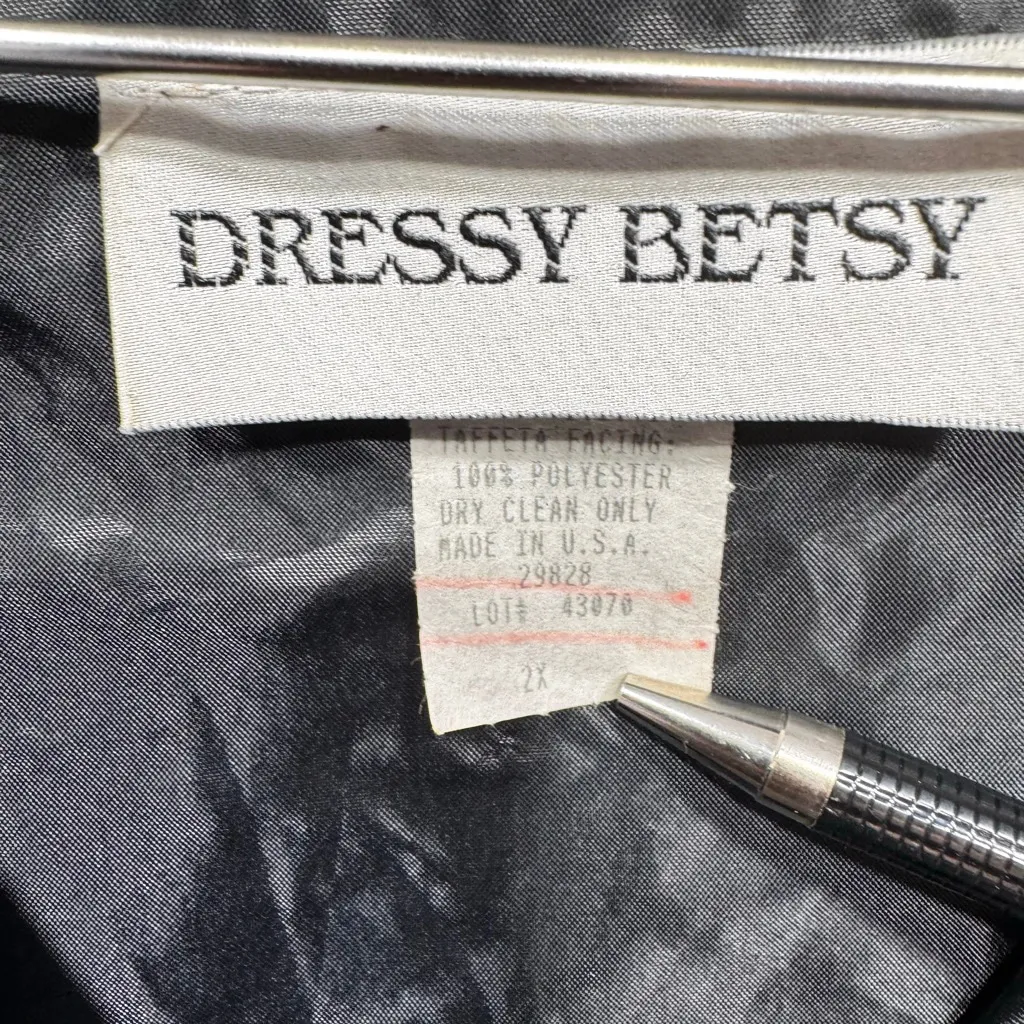 DRESSY BETSY
TAFFETA FACING:
100% POLYESTER
DRY CLEAN ONLY
MADE IN U.S.A.
29828
LOT# 43070
2X